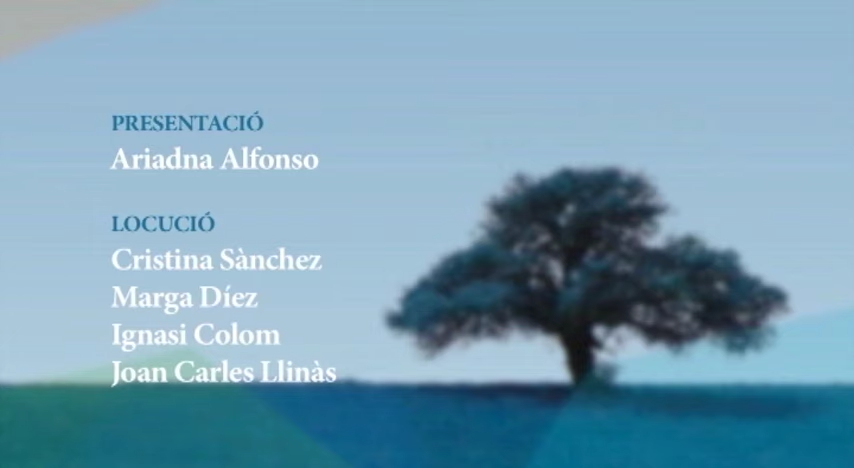 PRESENTACIÓ
Ariadna Alfonso
LOCUCIÓ
Cristina Sànchez
Marga Díez
Ignasi Colom
Joan Carles Llinàs